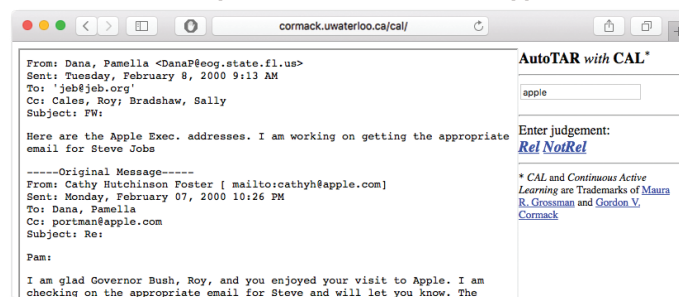 cormack.uwaterloo.ca/cal/
From: Dana, Pamella <DanaP@eog.state.fl.us>
Sent: Tuesday, February 8, 2000 9:13 AM
To: 'jeb@jeb.org'
Cc: Cales, Roy; Bradshaw, Sally
Subject: FW:
Here are the Apple Exec. addresses. I am working on getting the appropriate
email for Steve Jobs
-----Original Message-----
From: Cathy Hutchinson Foster [ mailto:cathyh@apple.com]
Sent: Monday, February 07, 2000 10:26 PM
To: Dana, Pamella
Cc: portman@apple.com
Subject: Re:
Pam:
I am glad Governor Bush, Roy, and you enjoyed your visit to Apple. I am
checking on the appropriate email for Steve and will let you know. The
AutoTAR with CAL*
apple
Enter judgement:
Rel NotRel
* CAL and Continuous Active
Learning are Trademarks of Maura
R. Grossman and Gordon V.
Cormack